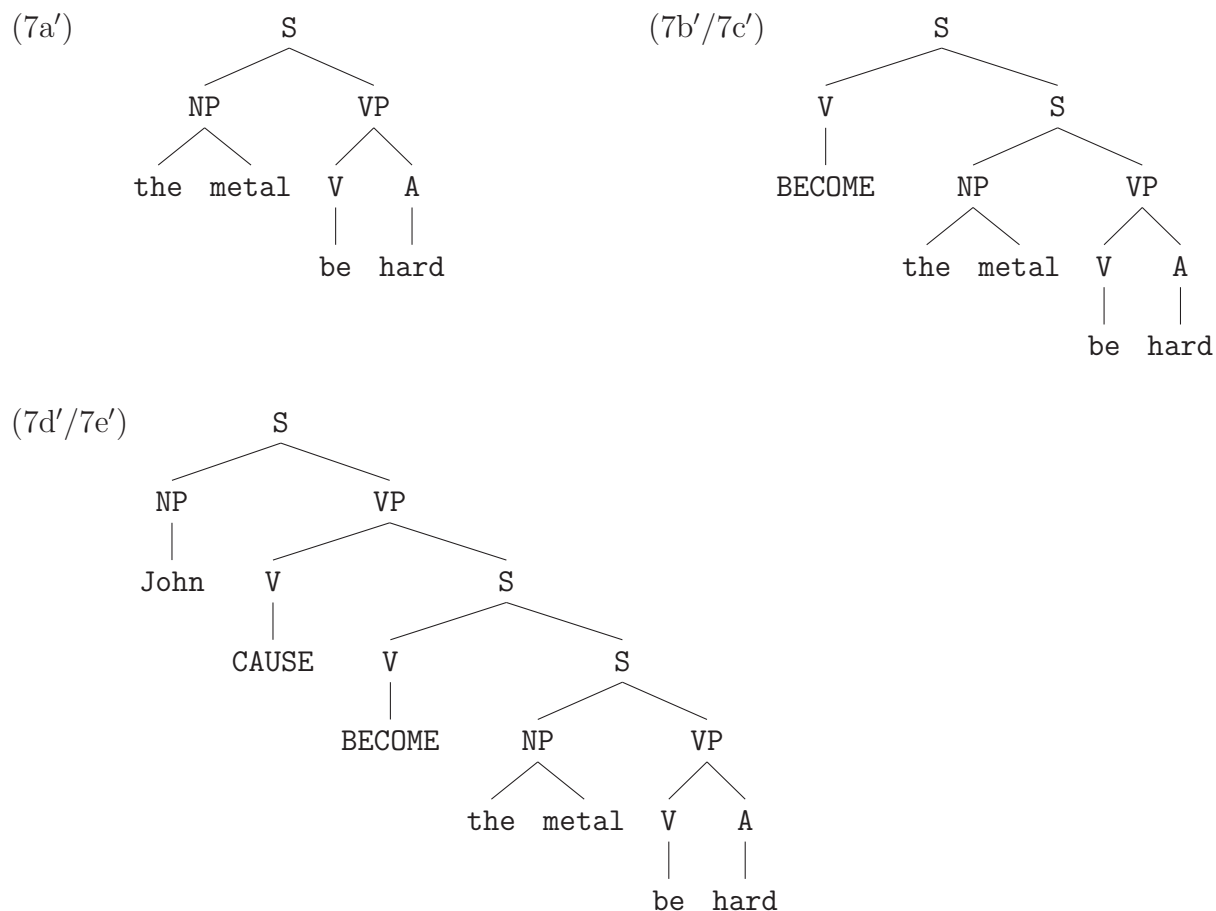 (7a′) S
NP VP
the metal V A
be hard
(7b′/7c′) S
V S
BECOME NP VP
the metal V A
be hard
(7d′/7e′) S
NP VP
John V S
CAUSE V S
BECOME NP VP
the metal V A
be hard